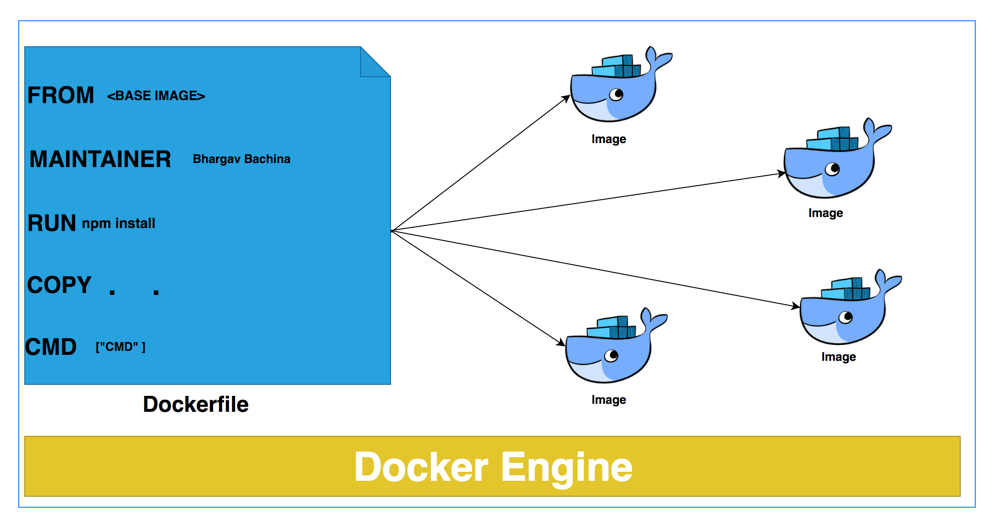 FROM <BASE IMAGE>
MAINTAINER Bhargav Bachina
RUN npm install
COPY . .
CMD ["CMD" ]
Dockerfile
Image
Image
Image
Image
Docker Engine